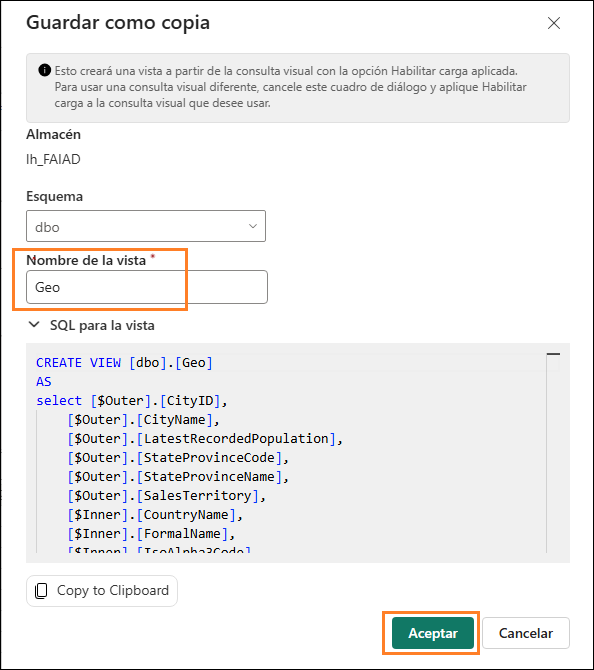 Guardar como copia
Esto creará una vista a partir de la consulta visual con la opción Habilitar carga aplicada.
Para usar una consulta visual diferente, cancele este cuadro de diálogo y aplique Habilitar
carga a la consulta visual que desee usar.
Almacén
lh_FAIAD
Esquema
dbo
Nombre de la vista *
Geo
SQL para la vista
CREATE VIEW [dbo].[Geo]
AS
select [$Outer].[CityID],
[$Outer].[CityName],
[$Outer].[LatestRecordedPopulation],
[$Outer].[StateProvinceCode],
[$Outer].[StateProvinceName],
[$Outer].[SalesTerritory],
[$Inner].[CountryName],
[$Inner].[FormalName],
[$Inner].[IsoAlpha3Code]
Copy to Clipboard
Aceptar
Cancelar